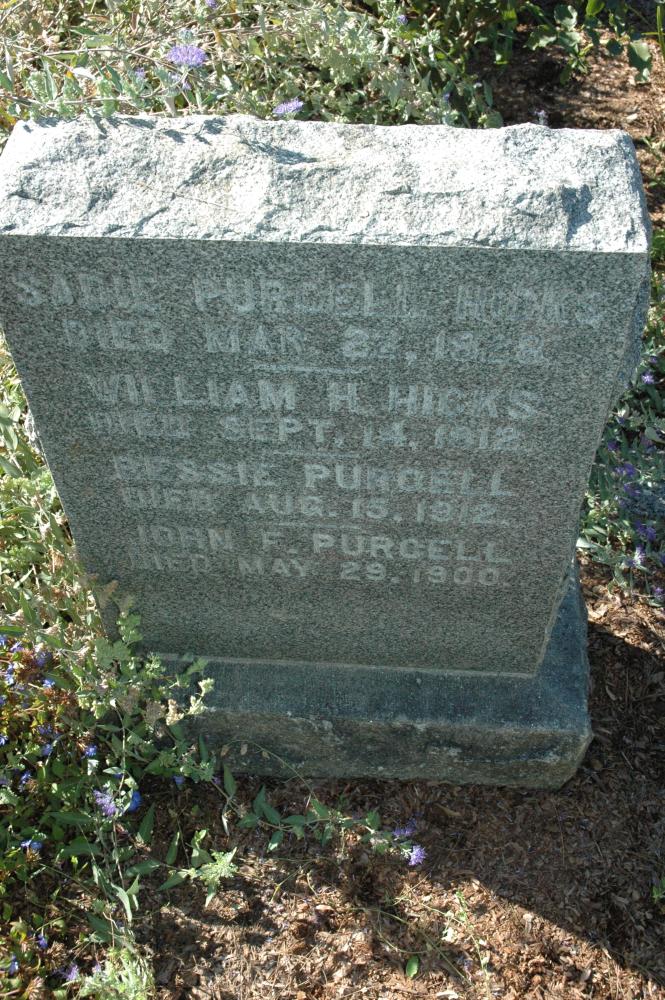 SADIE PURCELL HICKS
DIED MAR. 1928.
WILLIAM H. HICKS
DIED SEPT. 14, 1912.
BESSIE PURCELL
DIED AUG. 15, 1912.
JOHN F. PURCELL
DIED MAY 29, 1900.